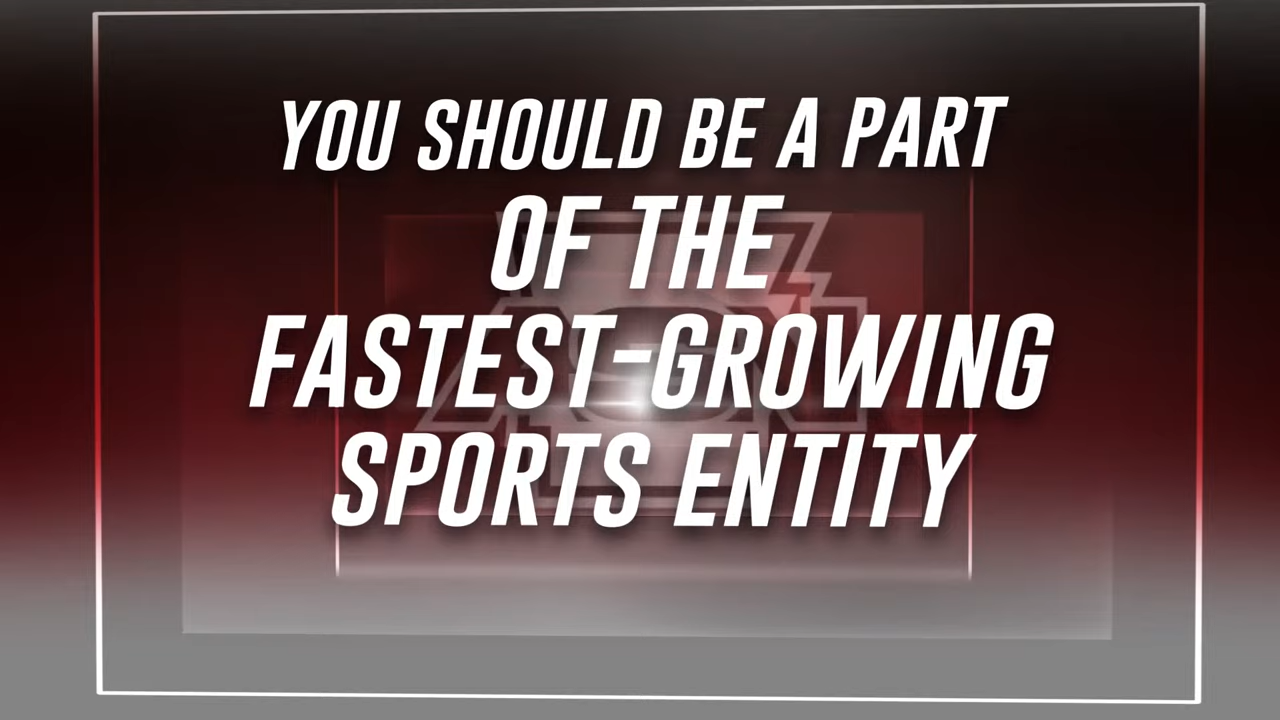 YOU SHOULD BE A PART
OF THE
FASTEST-GROWING
SPORTS ENTITY